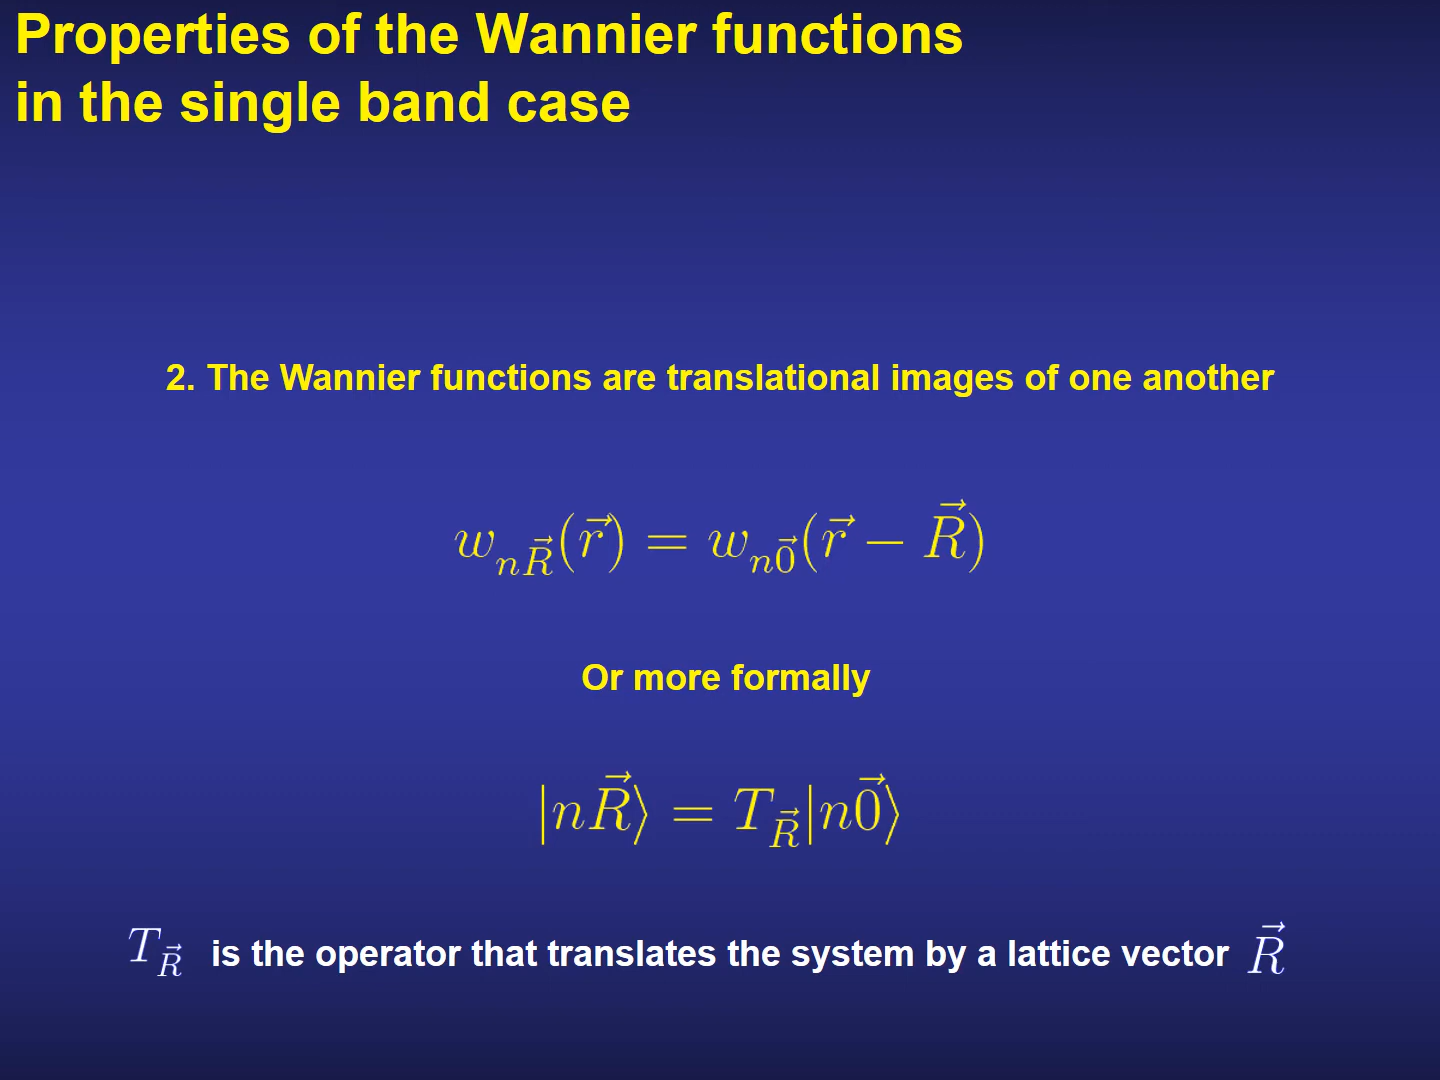 Properties of the Wannier functions
in the single band case
2. The Wannier functions are translational images of one another
$w_{n\vec{R}}(\vec{r}) = w_{n\vec{0}}(\vec{r} - \vec{R})$
Or more formally
$|n\vec{R}\rangle = T_{\vec{R}}|n\vec{0}\rangle$
$T_{\vec{R}}$ is the operator that translates the system by a lattice vector $\vec{R}$